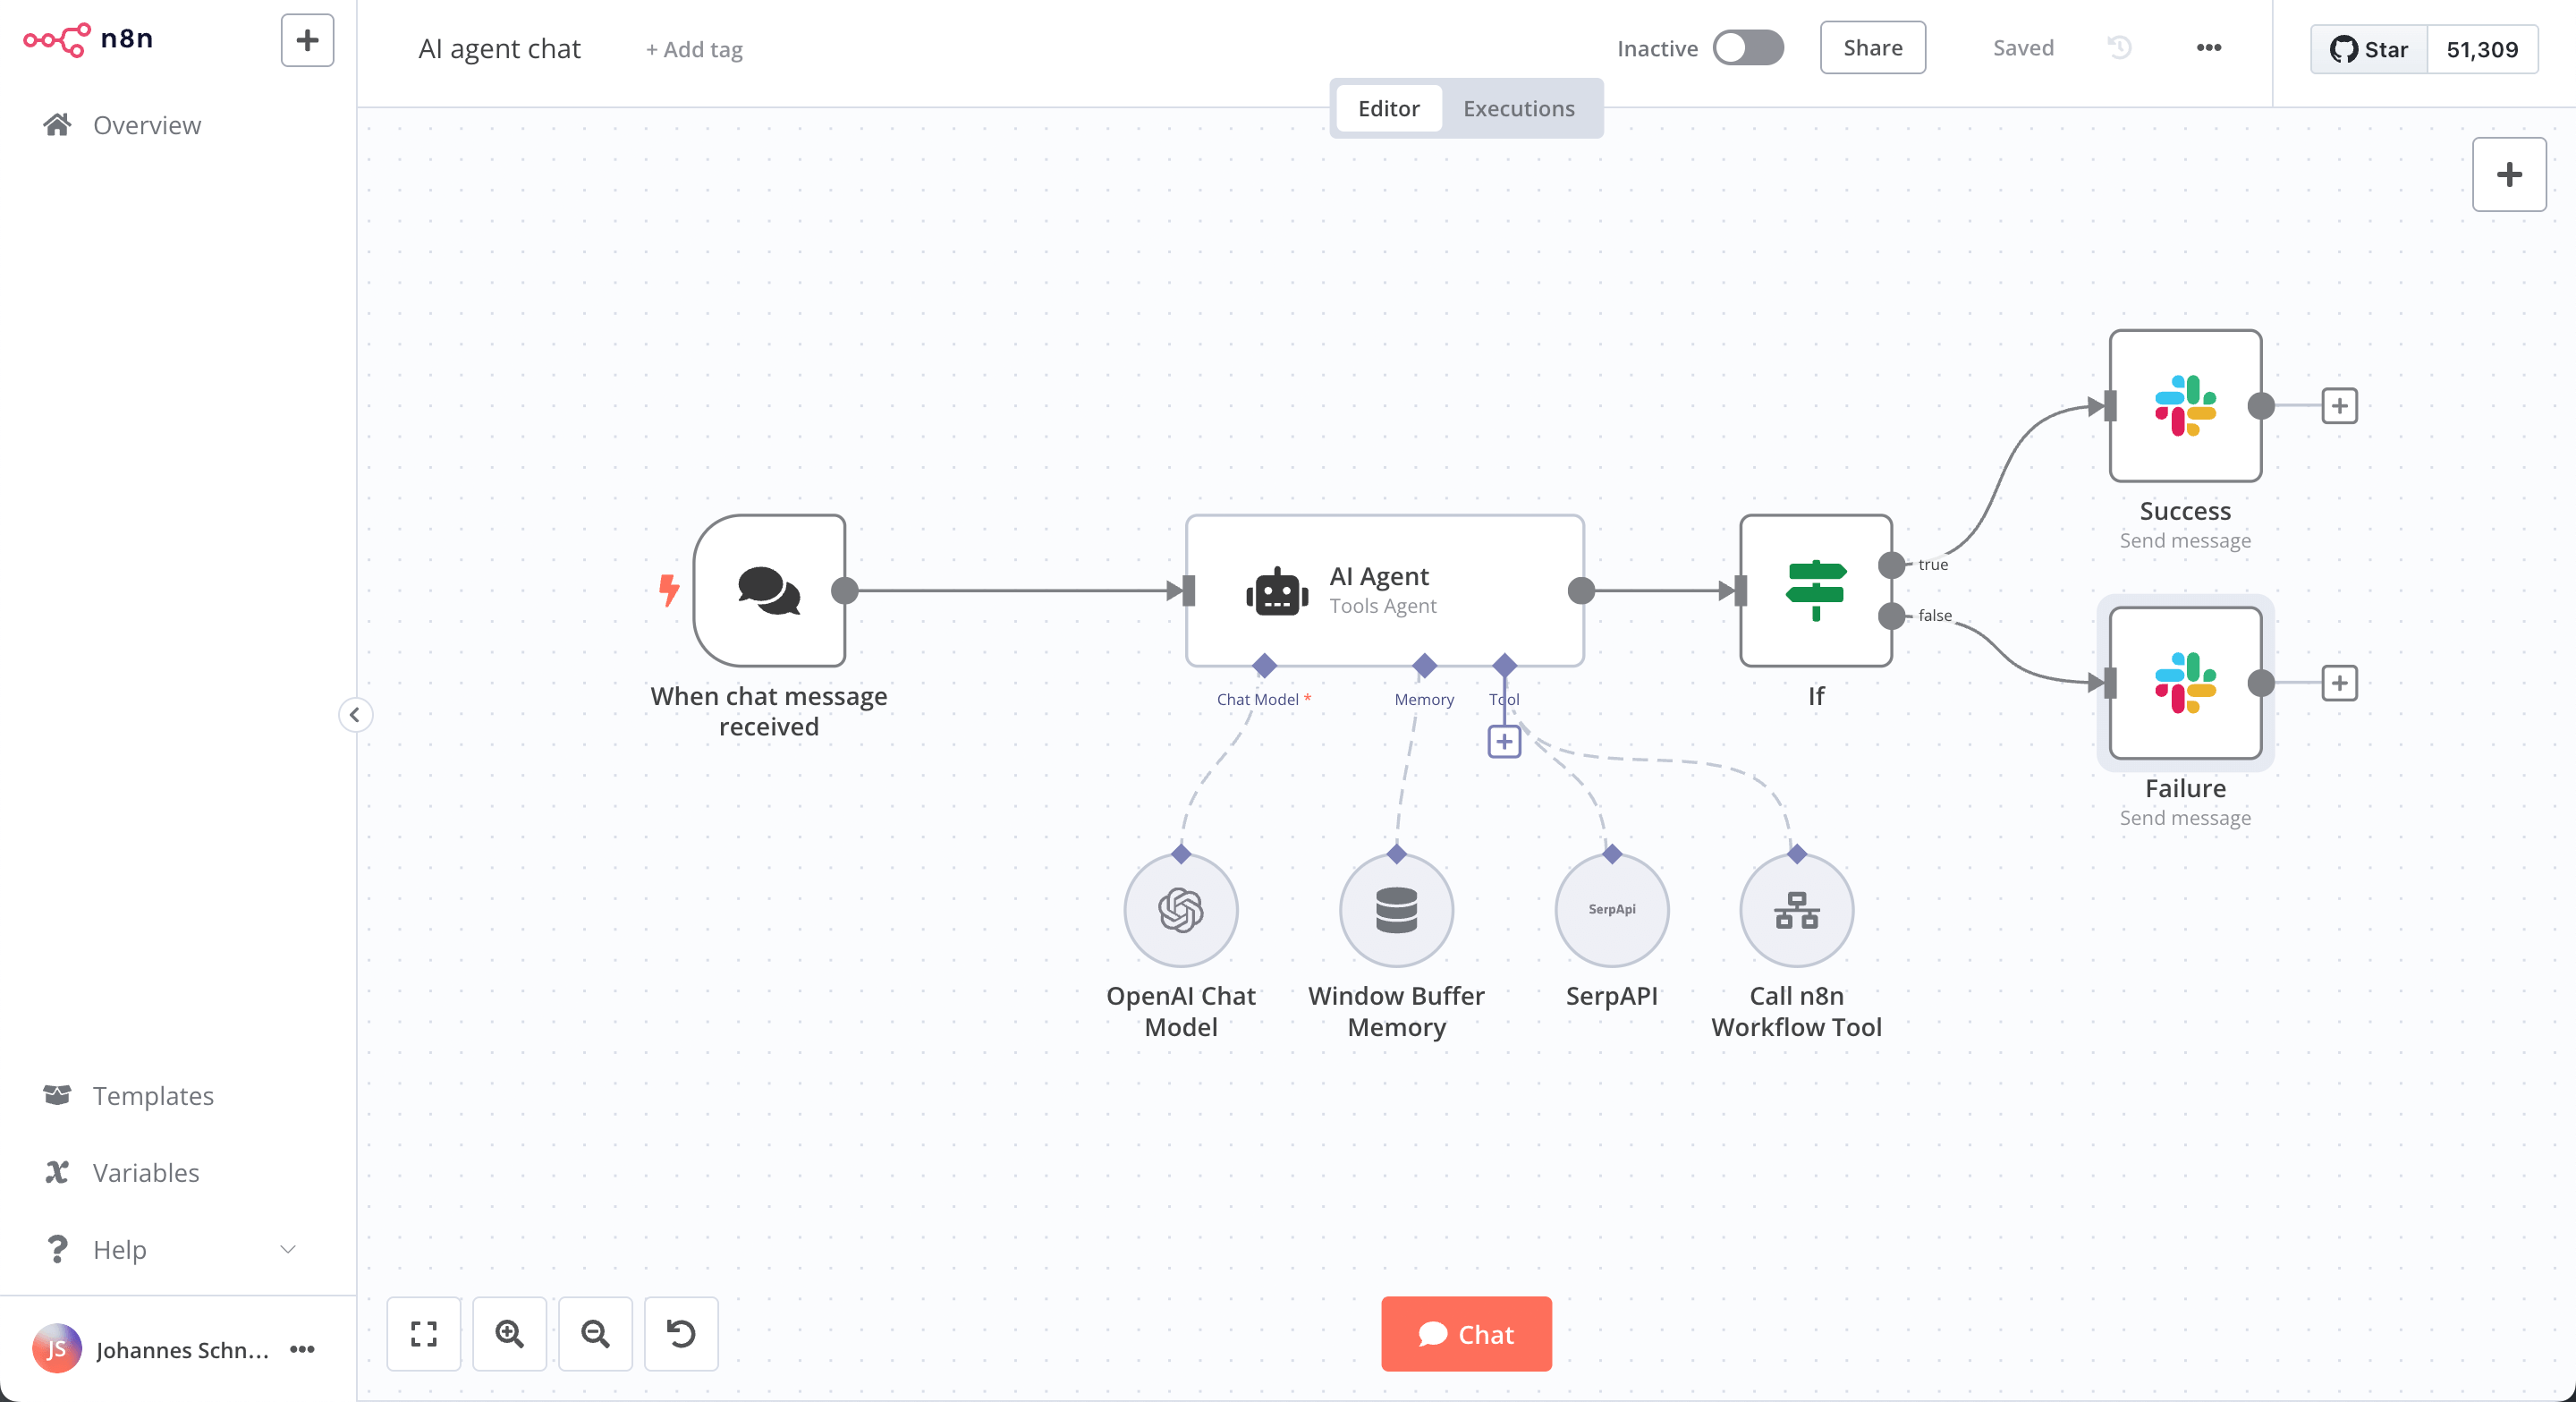 n8n
AI agent chat
+ Add tag
Inactive
Share
Saved
Star
51,309
Editor
Executions
Overview
Success
Send message
AI Agent
Tools Agent
true
false
When chat message
received
Chat Model *
Memory
Tool
If
Failure
Send message
SerpApi
OpenAI Chat
Model
Window Buffer
Memory
SerpAPI
Call n8n
Workflow Tool
Templates
Variables
Help
JS
Johannes Schn...
Chat